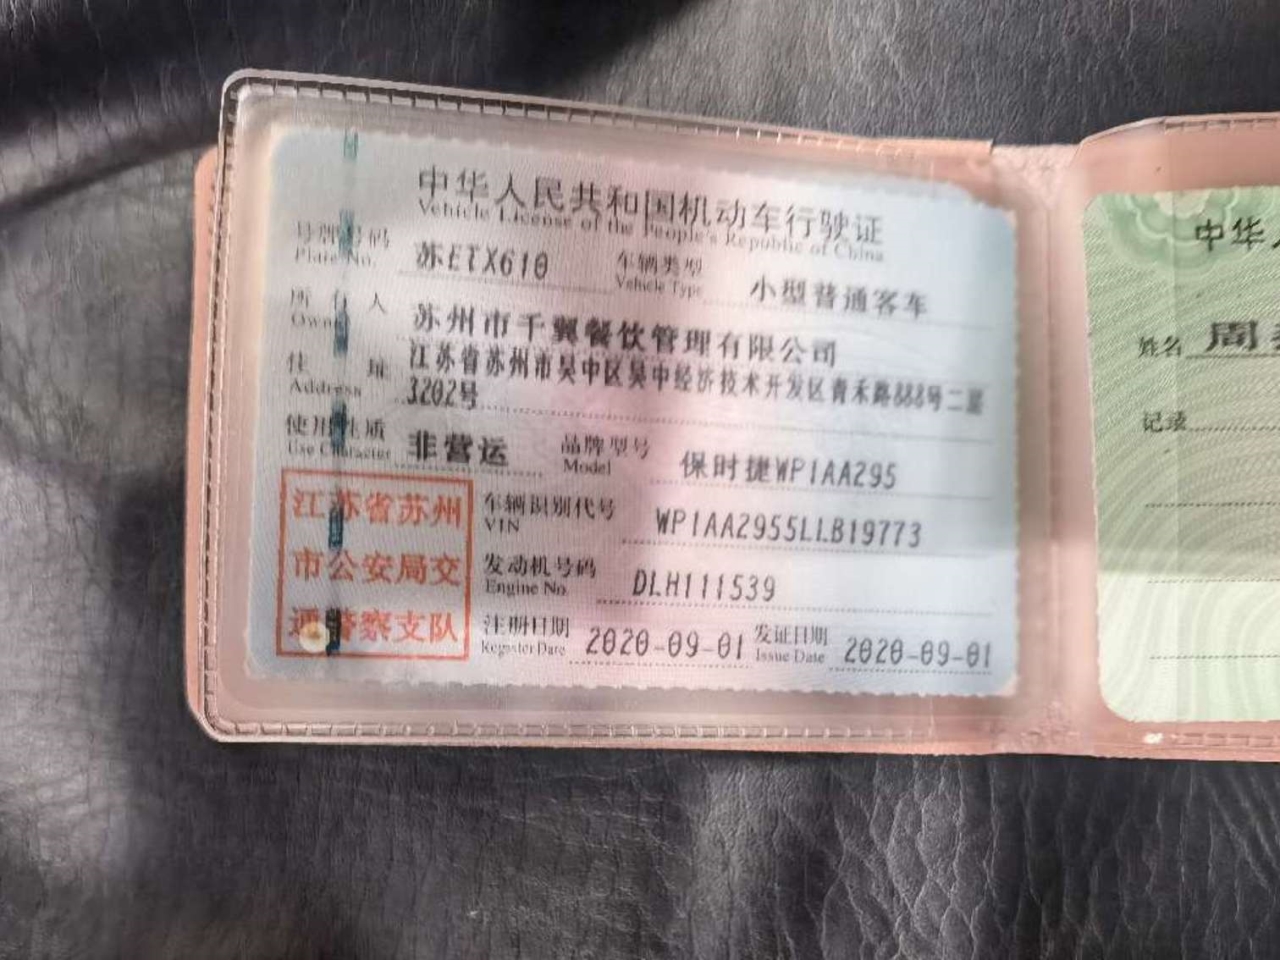 中华人民共和国机动车行驶证
Vehicle License of the People's Republic of China
号牌号码 苏ETX610 车辆类型 小型普通客车
Plate No. Vehicle Type
所有人 苏州市千翼餐饮管理有限公司
Owner
住址 江苏省苏州市吴中区吴中经济技术开发区青禾路888号二层
Address 3202号
使用性质 非营运 品牌型号 保时捷WP1AA295
Use Character Model
江苏省苏州
市公安局交
通警察支队
车辆识别代号 WP1AA2955LLB19773
VIN
发动机号码 DLH111539
Engine No.
注册日期 2020-09-01 发证日期 2020-09-01
Register Date Issue Date
中华
姓名 周
记录